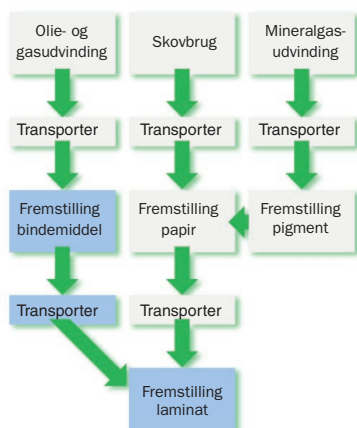 Olie- og
gasudvinding
Skovbrug
Mineralgas-
udvinding
Transporter
Transporter
Transporter
Fremstilling
bindemiddel
Fremstilling
papir
Fremstilling
pigment
Transporter
Transporter
Fremstilling
laminat